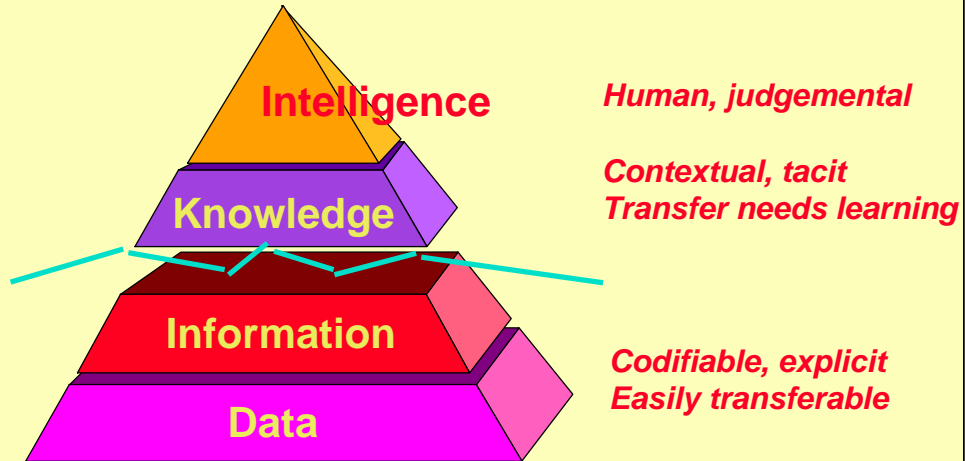 Intelligence
Human, judgemental
Contextual, tacit
Transfer needs learning
Knowledge
Information
Codifiable, explicit
Easily transferable
Data